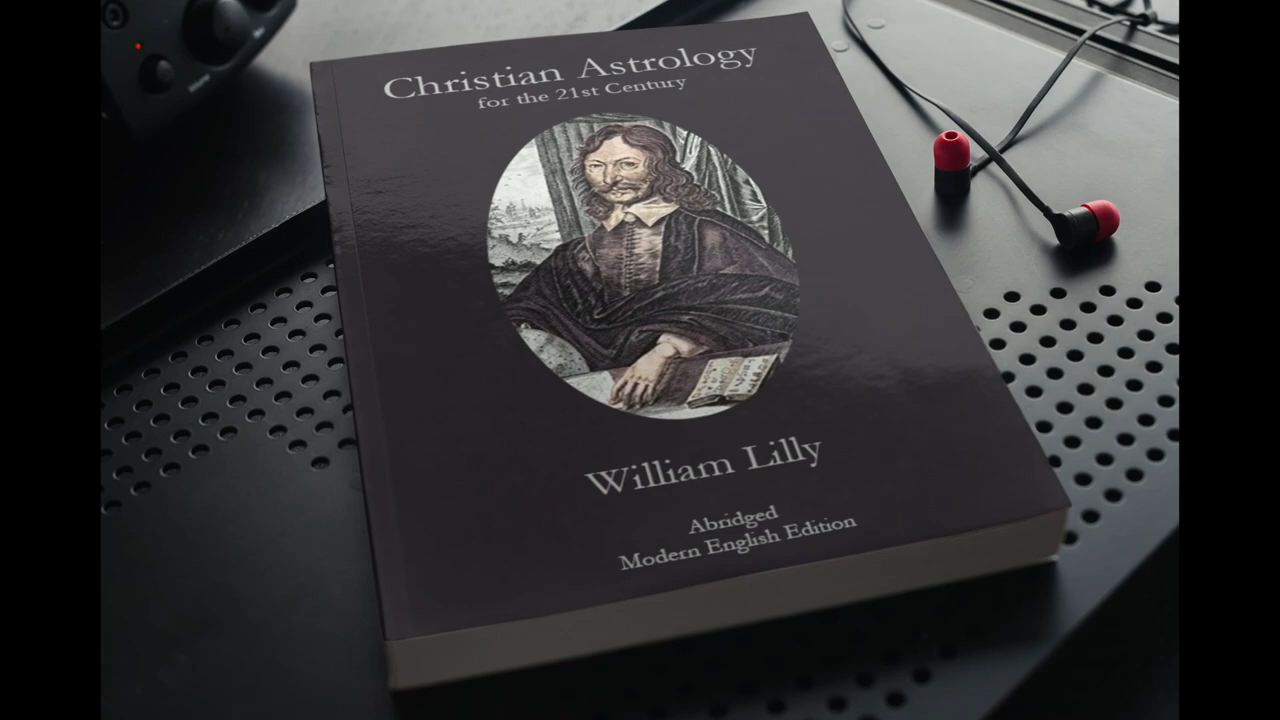 Christian Astrology
for the 21st Century
William Lilly
Abridged
Modern English Edition